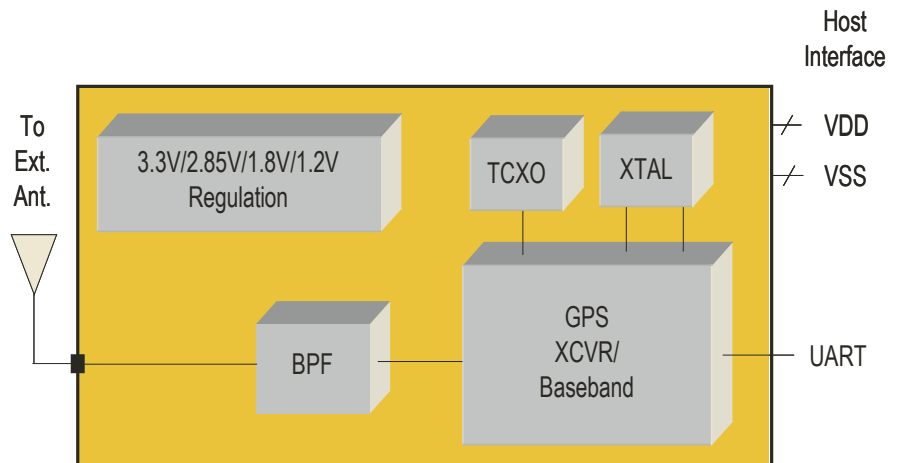 Host
Interface
To
Ext.
Ant.
3.3V/2.85V/1.8V/1.2V
Regulation
TCXO
XTAL
VDD
VSS
BPF
GPS
XCVR/
Baseband
UART